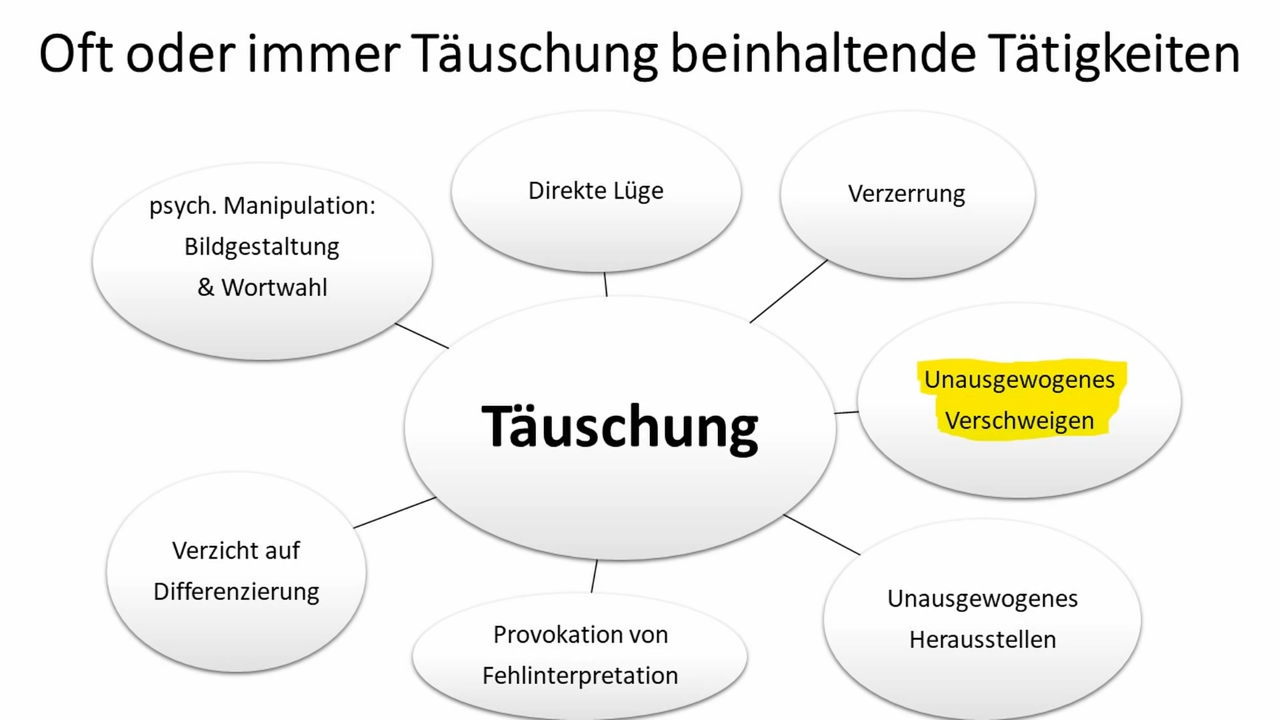 Oft oder immer Täuschung beinhaltende Tätigkeiten
psych. Manipulation:
Bildgestaltung
& Wortwahl
Direkte Lüge
Verzerrung
Täuschung
Unausgewogenes
Verschweigen
Verzicht auf
Differenzierung
Provokation von
Fehlinterpretation
Unausgewogenes
Herausstellen